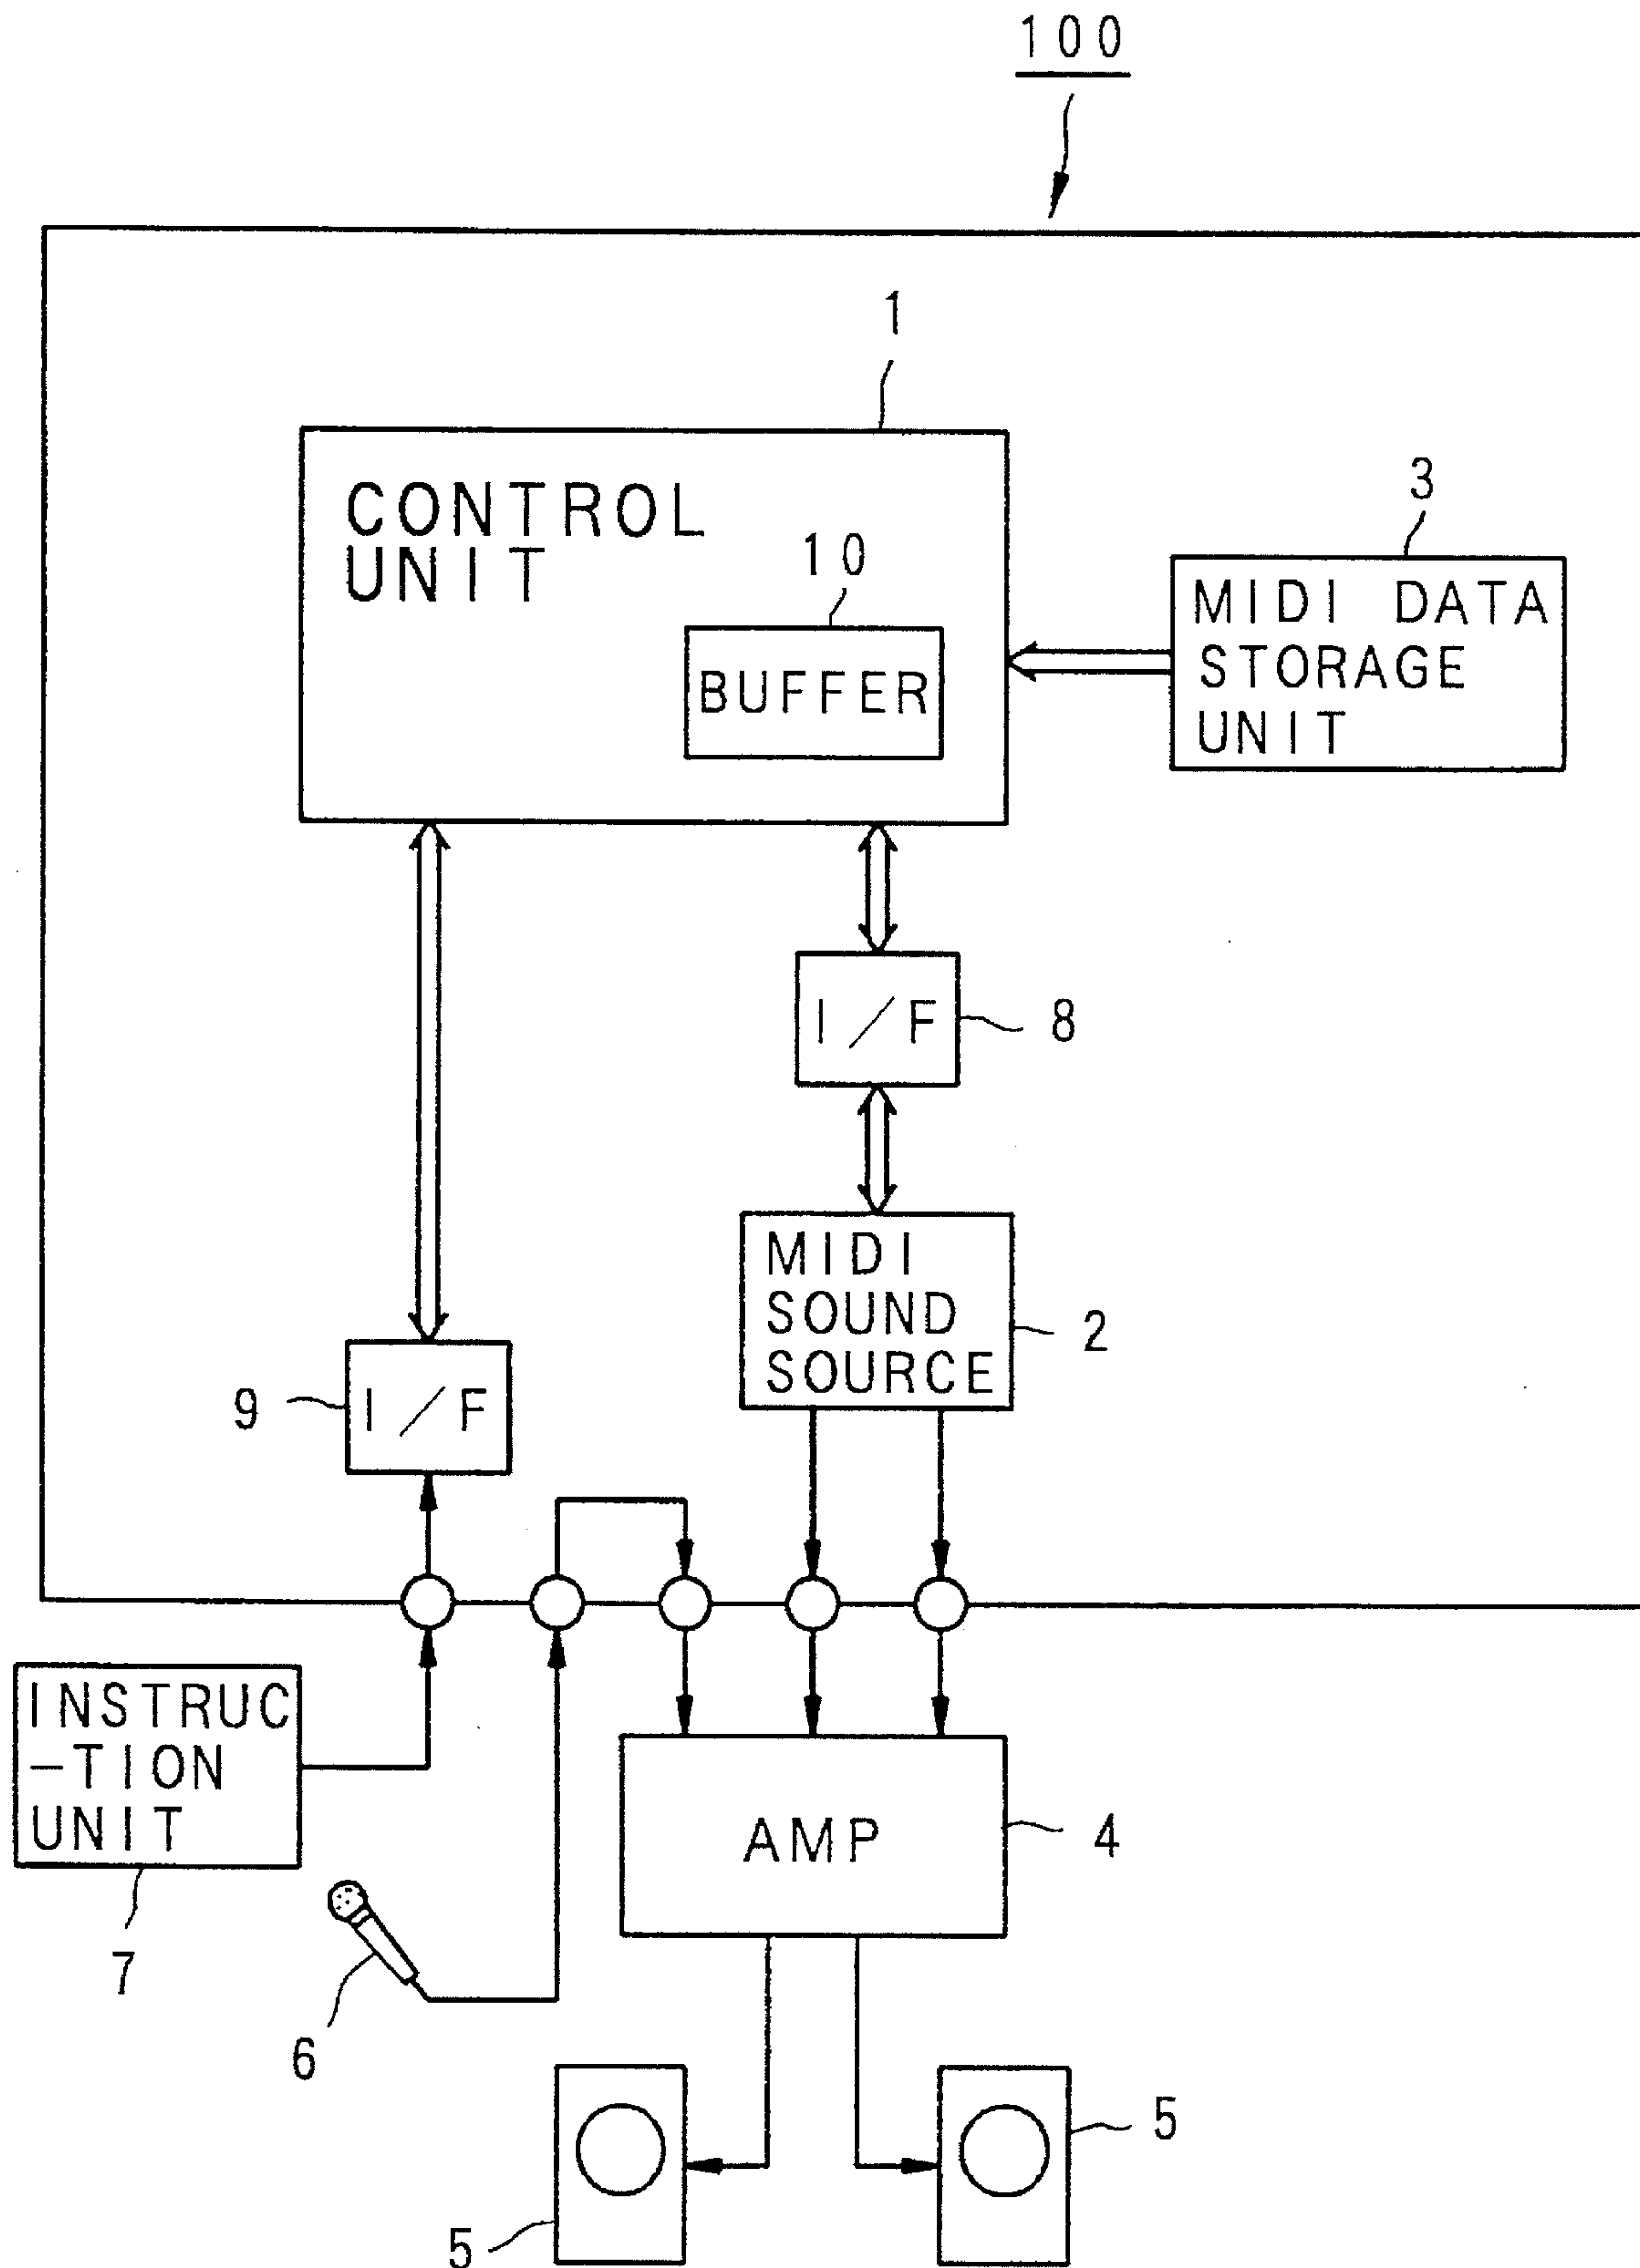 100
1
CONTROL
UNIT
10
BUFFER
3
MIDI DATA
STORAGE
UNIT
I/F
8
MIDI
SOUND
SOURCE
2
9
I/F
INSTRUC
-TION
UNIT
7
AMP
4
6
5
5